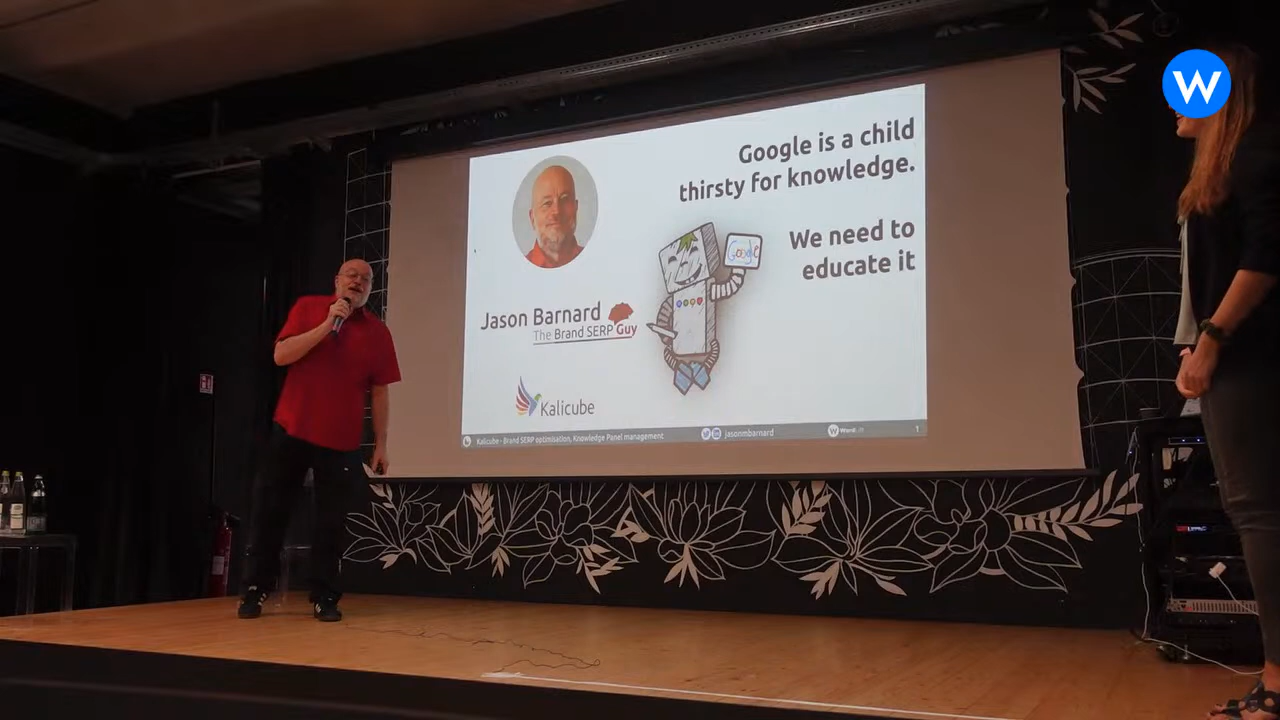 W
Google is a child
thirsty for knowledge.
We need to
educate it
Google
Jason Barnard
The Brand SERP Guy
Kalicube
Kalicube - Brand SERP optimisation, Knowledge Panel management
jasonmbarnard
1